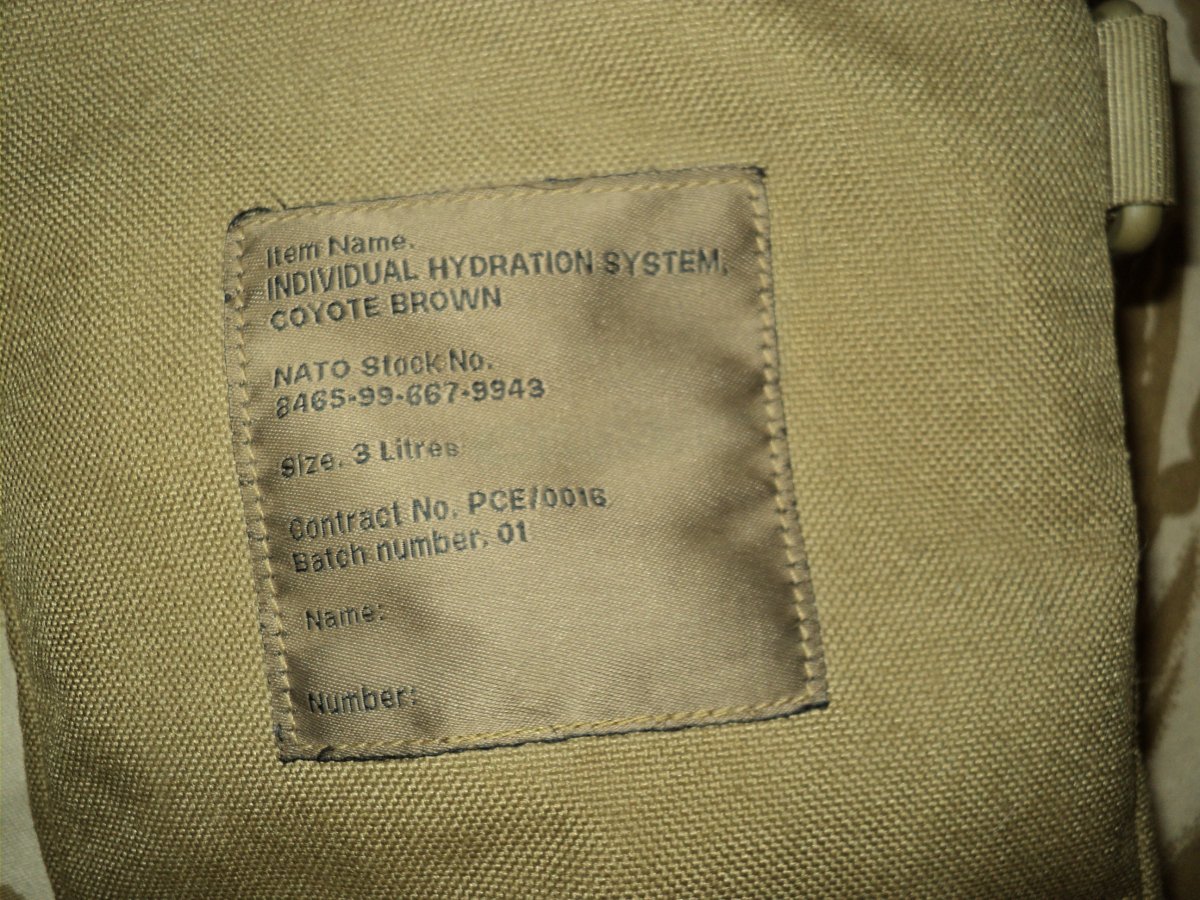 Item Name.
INDIVIDUAL HYDRATION SYSTEM,
COYOTE BROWN
NATO Stock No.
8465-99-667-9943
Size. 3 Litres
Contract No. PCE/0016
Batch number. 01
Name:
Number: